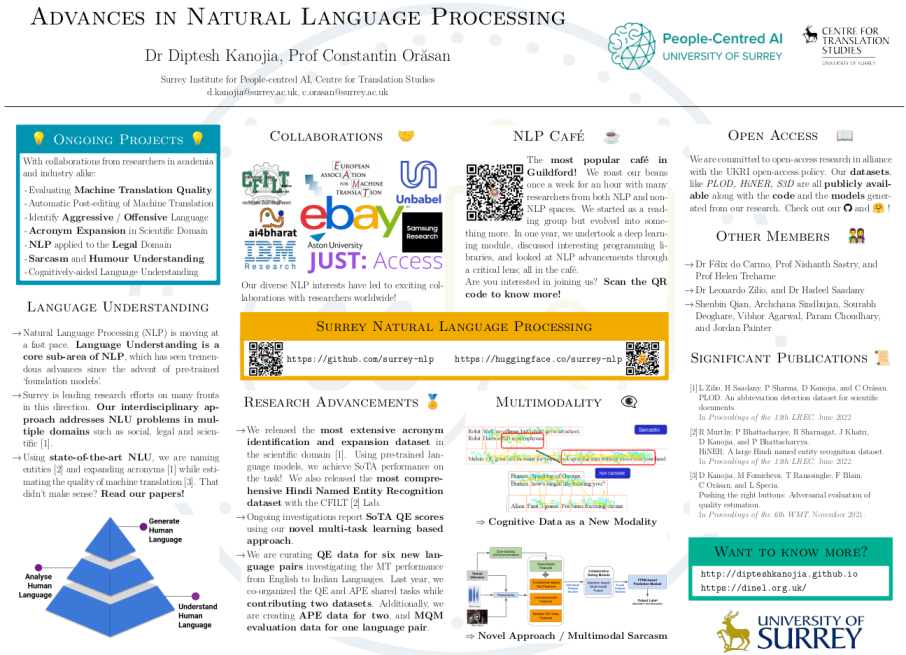 Advances in Natural Language Processing
Dr Diptesh Kanojia, Prof Constantin Orăsan
Surrey Institute for People-centred AI, Centre for Translation Studies
d.kanojia@surrey.ac.uk, c.orasan@surrey.ac.uk
People-Centred AI
UNIVERSITY OF SURREY
CENTRE FOR
TRANSLATION
STUDIES
UNIVERSITY OF SURREY
Ongoing Projects
With collaborations from researchers in academia
and industry alike:
- Evaluating Machine Translation Quality
- Automatic Post-editing of Machine Translation
- Identify Aggressive / Offensive Language
- Acronym Expansion in Scientific Domain
- NLP applied to the Legal Domain
- Sarcasm and Humour Understanding
- Cognitively-aided Language Understanding
Language Understanding
→ Natural Language Processing (NLP) is moving at
a fast pace. Language Understanding is a
core sub-area of NLP, which has seen tremen-
dous advances since the advent of pre-trained
'foundation models'.
→ Surrey is leading research efforts on many fronts
in this direction. Our interdisciplinary ap-
proach addresses NLU problems in mul-
tiple domains such as social, legal and scien-
tific [1].
→ Using state-of-the-art NLU, we are naming
entities [2] and expanding acronyms [1] while esti-
mating the quality of machine translation [3]. That
didn't make sense? Read our papers!
Generate
Human
Language
Analyse
Human
Language
Understand
Human
Language
Collaborations
CFILT
European
Association
for Machine
Translation
Unbabel
ai4bharat
ebay
Samsung
Research
IBM
Research
Aston University
JUST: Access
Our diverse NLP interests have led to exciting col-
laborations with researchers worldwide!
NLP Café
The most popular café in
Guildford! We roast our beans
once a week for an hour with many
researchers from both NLP and non-
NLP spaces. We started as a read-
ing group but evolved into some-
thing more. In one year, we undertook a deep learn-
ing module, discussed interesting programming li-
braries, and looked at NLP advancements through
a critical lens; all in the café.
Are you interested in joining us? Scan the QR
code to know more!
Surrey Natural Language Processing
https://github.com/surrey-nlp
https://huggingface.co/surrey-nlp
Research Advancements
→ We released the most extensive acronym
identification and expansion dataset in
the scientific domain [1]. Using pre-trained lan-
guage models, we achieve SoTA performance on
the task! We also released the most compre-
hensive Hindi Named Entity Recognition
dataset with the CFILT [2] Lab.
→ Ongoing investigations report SoTA QE scores
using our novel multi-task learning based
approach.
→ We are curating QE data for six new lan-
guage pairs investigating the MT performance
from English to Indian Languages. Last year, we
co-organized the QE and APE shared tasks while
contributing two datasets. Additionally, we
are creating APE data for two, and MQM
evaluation data for one language pair.
Multimodality
Sarcastic
Not Sarcastic
⇒ Cognitive Data as a New Modality
⇒ Novel Approach / Multimodal Sarcasm
Open Access
We are committed to open-access research in alliance
with the UKRI open-access policy. Our datasets,
like PLOD, HiNER, S3D are all publicly avail-
able along with the code and the models gener-
ated from our research. Check out our and !
Other Members
→ Dr Félix do Carmo, Prof Nishanth Sastry, and
Prof Helen Treharne
→ Dr Leonardo Zilio, and Dr Hadeel Saadany
→ Shenbin Qian, Archchana Sindhujan, Sourabh
Deoghare, Vibhor Agarwal, Param Choudhary,
and Jordan Painter
Significant Publications
[1] L Zilio, H Saadany, P Sharma, D Kanojia, and C Orăsan.
PLOD: An abbreviation detection dataset for scientific
documents.
In Proceedings of the 13th LREC. June 2022.
[2] R Murthy, P Bhattacharjee, R Sharnagat, J Khatri,
D Kanojia, and P Bhattacharyya.
HiNER: A large Hindi named entity recognition dataset.
In Proceedings of the 13th LREC. June 2022.
[3] D Kanojia, M Fomicheva, T Ranasinghe, F Blain,
C Orăsan, and L Specia.
Pushing the right buttons: Adversarial evaluation of
quality estimation.
In Proceedings of the 6th WMT. November 2021.
Want to know more?
http://dipteshkanojia.github.io
https://dinel.org.uk/
UNIVERSITY OF
SURREY